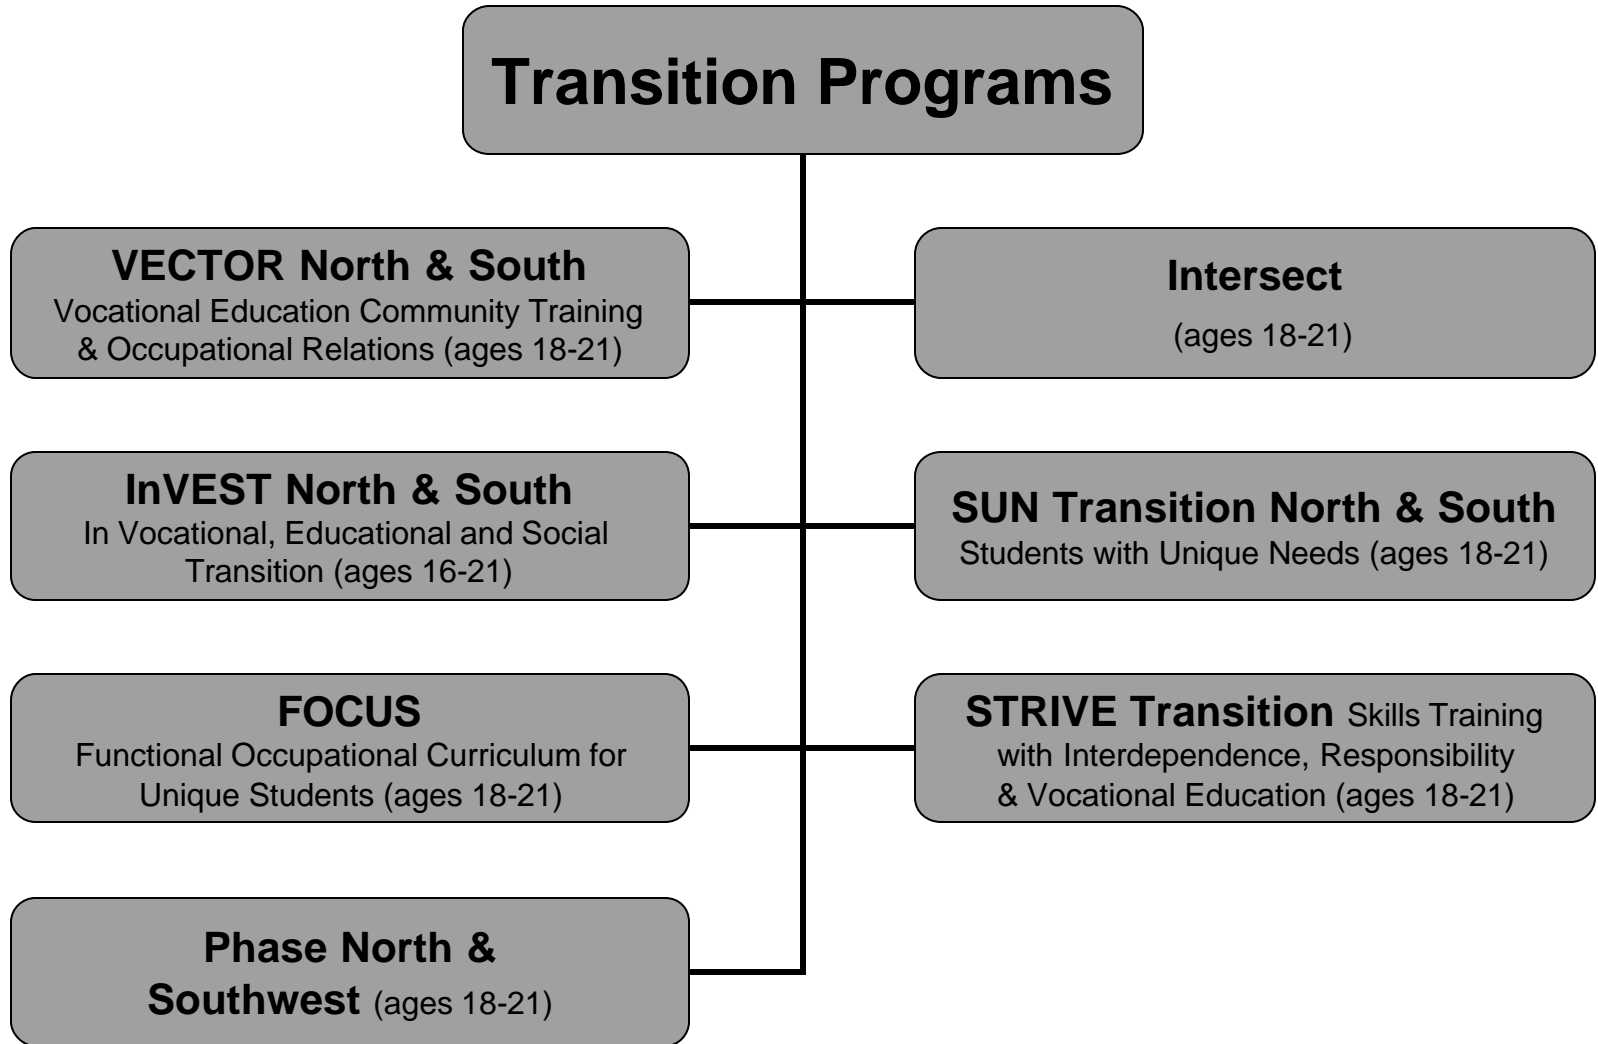 Transition Programs
VECTOR North & South
Vocational Education Community Training
& Occupational Relations (ages 18-21)
Intersect
(ages 18-21)
InVEST North & South
In Vocational, Educational and Social
Transition (ages 16-21)
SUN Transition North & South
Students with Unique Needs (ages 18-21)
FOCUS
Functional Occupational Curriculum for
Unique Students (ages 18-21)
STRIVE Transition Skills Training
with Interdependence, Responsibility
& Vocational Education (ages 18-21)
Phase North &
Southwest (ages 18-21)